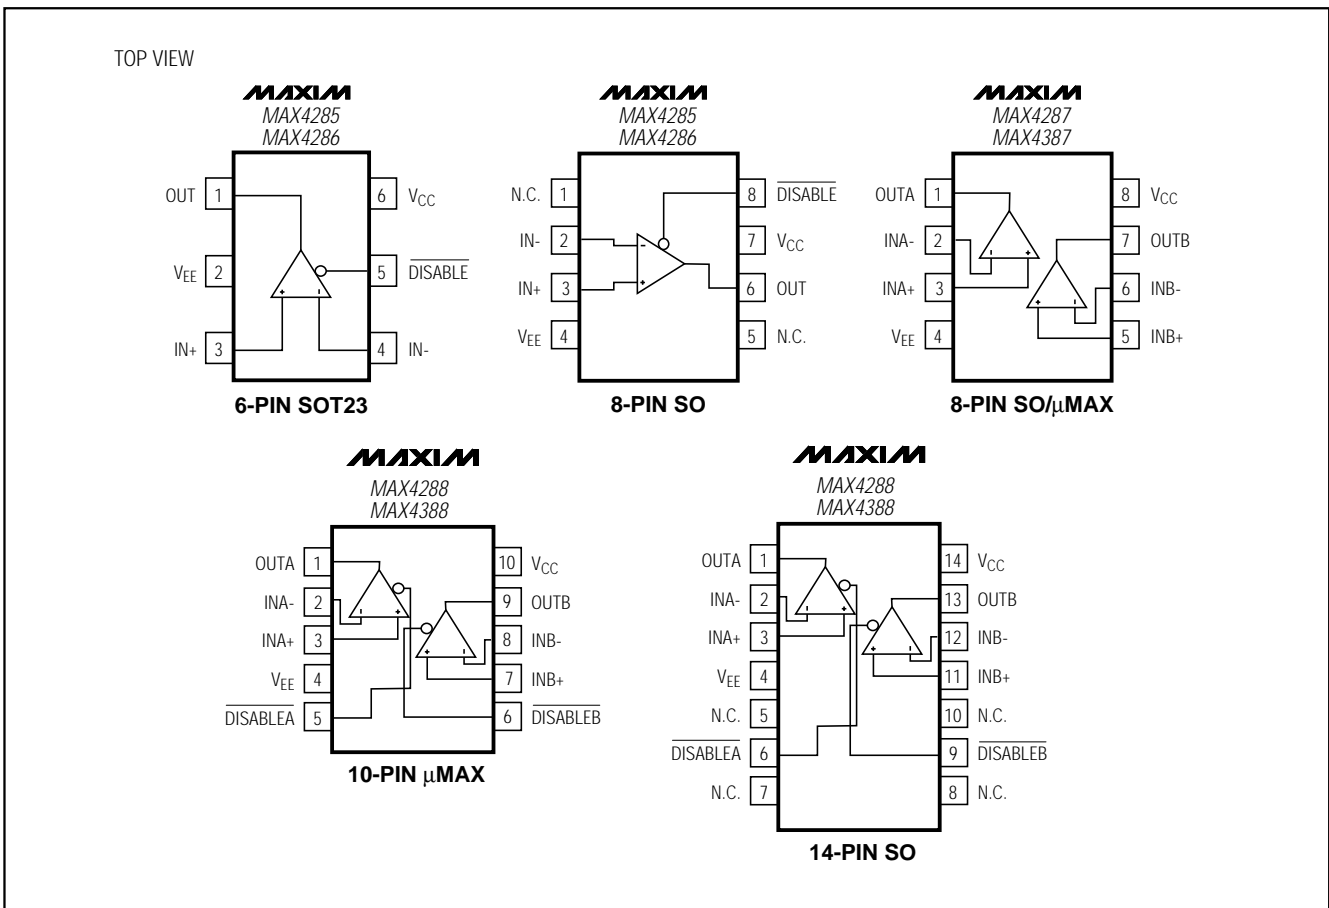 TOP VIEW
MAXIM
MAX4285
MAX4286
OUT 1
6 VCC
VEE 2
5 DISABLE
IN+ 3
4 IN-
+ -
6-PIN SOT23
MAXIM
MAX4285
MAX4286
N.C. 1
8 DISABLE
IN- 2
7 VCC
IN+ 3
6 OUT
VEE 4
5 N.C.
-
+
8-PIN SO
MAXIM
MAX4287
MAX4387
OUTA 1
8 VCC
INA- 2
7 OUTB
INA+ 3
6 INB-
VEE 4
5 INB+
- +
+ -
8-PIN SO/μMAX
MAXIM
MAX4288
MAX4388
OUTA 1
10 VCC
INA- 2
9 OUTB
INA+ 3
8 INB-
VEE 4
7 INB+
DISABLEA 5
6 DISABLEB
- +
+ -
10-PIN μMAX
MAXIM
MAX4288
MAX4388
OUTA 1
14 VCC
INA- 2
13 OUTB
INA+ 3
12 INB-
VEE 4
11 INB+
N.C. 5
10 N.C.
DISABLEA 6
9 DISABLEB
N.C. 7
8 N.C.
- +
+ -
14-PIN SO